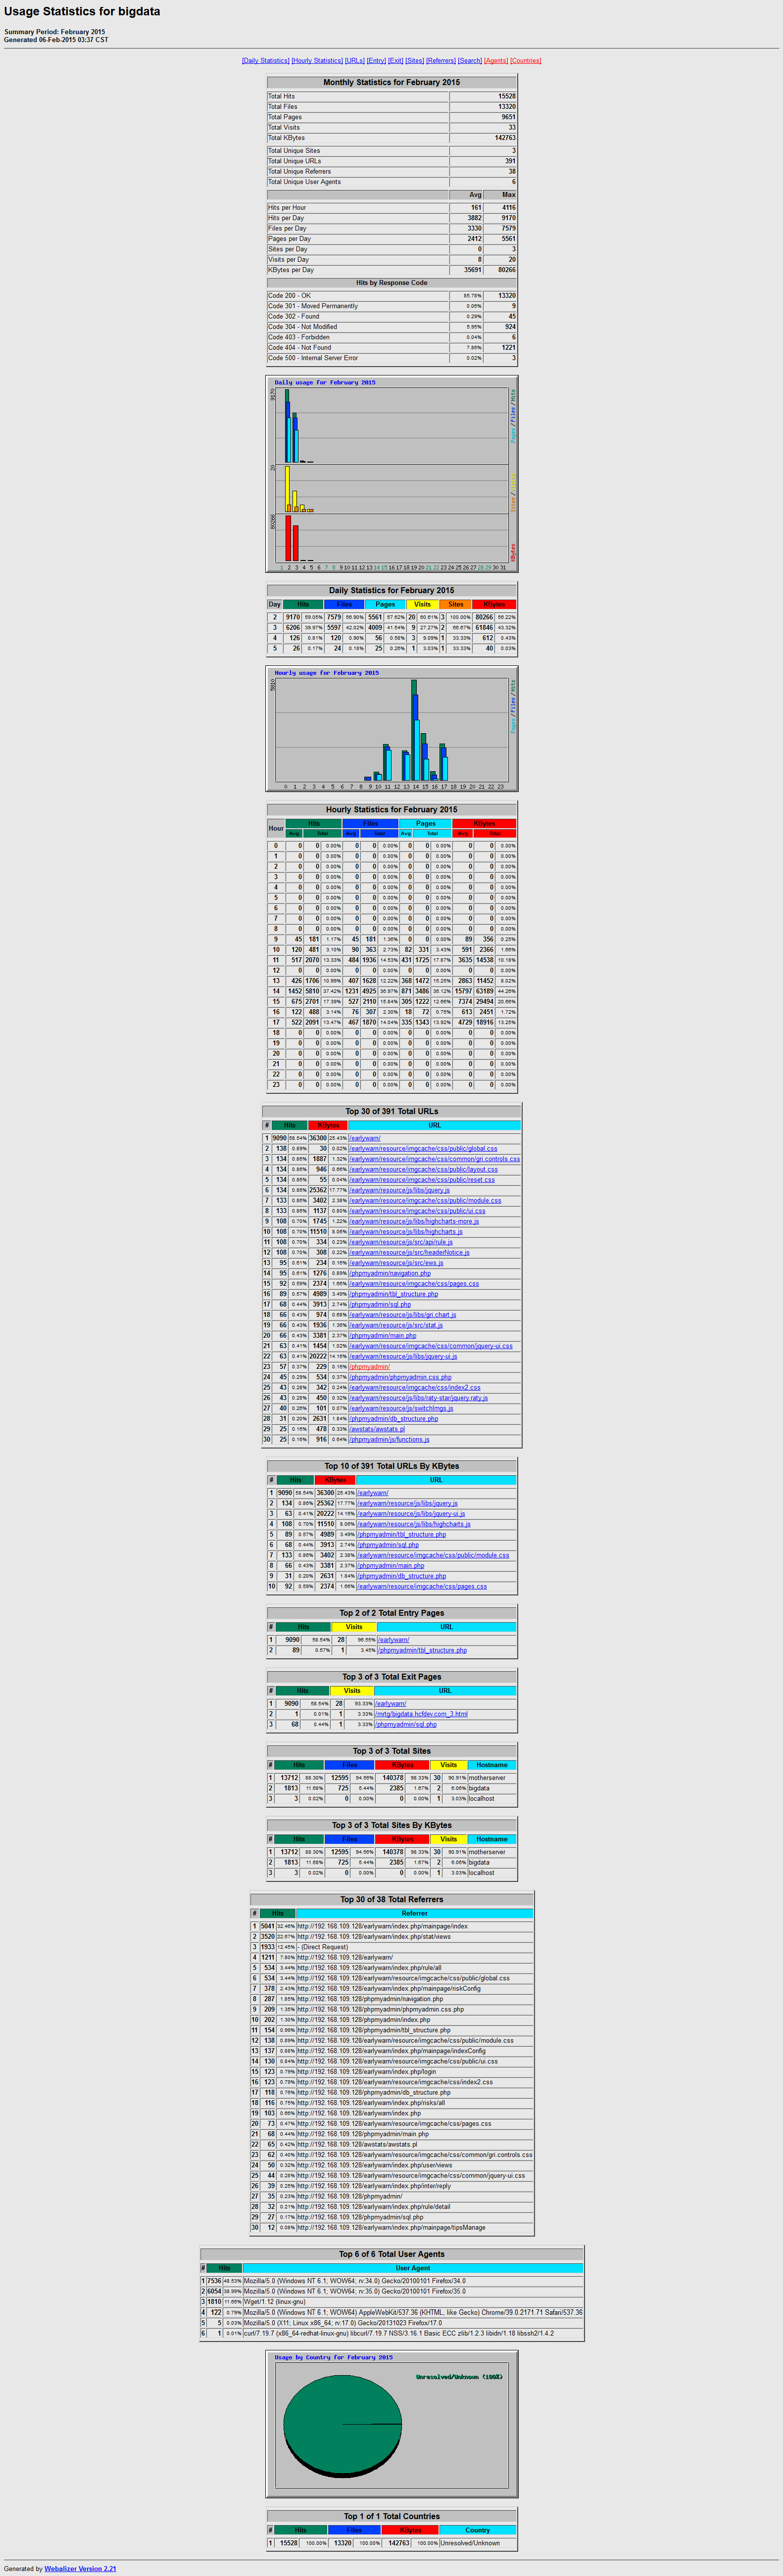 Usage Statistics for bigdata
Summary Period: February 2015
Generated 06-Feb-2015 03:37 CST
[Daily Statistics] [Hourly Statistics] [URLs] [Entry] [Exit] [Sites] [Referrers] [Search] [Agents] [Countries]
Monthly Statistics for February 2015
Total Hits 15528
Total Files 13320
Total Pages 9651
Total Visits 33
Total KBytes 142763
Total Unique Sites 3
Total Unique URLs 391
Total Unique Referrers 38
Total Unique User Agents 6
Avg Max
Hits per Hour 161 4116
Hits per Day 3882 9170
Files per Day 3330 7579
Pages per Day 2412 5561
Sites per Day 0 3
Visits per Day 8 20
KBytes per Day 35691 80266
Hits by Response Code
Code 200 - OK 85.78% 13320
Code 301 - Moved Permanently 0.06% 9
Code 302 - Found 0.29% 45
Code 304 - Not Modified 5.95% 924
Code 403 - Forbidden 0.04% 6
Code 404 - Not Found 7.86% 1221
Code 500 - Internal Server Error 0.02% 3
Daily usage for February 2015
9170
Pages/Files/Hits
20
Sites/Visits
80266
KBytes
1 2 3 4 5 6 7 8 9 10 11 12 13 14 15 16 17 18 19 20 21 22 23 24 25 26 27 28 29 30 31
Daily Statistics for February 2015
Day Hits Files Pages Visits Sites KBytes
2 9170 59.05% 7579 56.90% 5561 57.62% 20 60.61% 3 100.00% 80266 56.22%
3 6206 39.97% 5597 42.02% 4009 41.54% 9 27.27% 2 66.67% 61846 43.32%
4 126 0.81% 120 0.90% 56 0.58% 3 9.09% 1 33.33% 612 0.43%
5 26 0.17% 24 0.18% 25 0.26% 1 3.03% 1 33.33% 40 0.03%
Hourly usage for February 2015
5810
Pages/Files/Hits
0 1 2 3 4 5 6 7 8 9 10 11 12 13 14 15 16 17 18 19 20 21 22 23
Hourly Statistics for February 2015
Hour Hits Files Pages KBytes
Avg Total Avg Total Avg Total Avg Total
0 0 0 0.00% 0 0 0.00% 0 0 0.00% 0 0 0.00%
1 0 0 0.00% 0 0 0.00% 0 0 0.00% 0 0 0.00%
2 0 0 0.00% 0 0 0.00% 0 0 0.00% 0 0 0.00%
3 0 0 0.00% 0 0 0.00% 0 0 0.00% 0 0 0.00%
4 0 0 0.00% 0 0 0.00% 0 0 0.00% 0 0 0.00%
5 0 0 0.00% 0 0 0.00% 0 0 0.00% 0 0 0.00%
6 0 0 0.00% 0 0 0.00% 0 0 0.00% 0 0 0.00%
7 0 0 0.00% 0 0 0.00% 0 0 0.00% 0 0 0.00%
8 0 0 0.00% 0 0 0.00% 0 0 0.00% 0 0 0.00%
9 45 181 1.17% 45 181 1.36% 0 0 0.00% 89 356 0.25%
10 120 481 3.10% 90 363 2.73% 82 331 3.43% 591 2366 1.66%
11 517 2070 13.33% 484 1936 14.53% 431 1725 17.87% 3635 14538 10.18%
12 0 0 0.00% 0 0 0.00% 0 0 0.00% 0 0 0.00%
13 426 1706 10.99% 407 1628 12.22% 368 1472 15.25% 2863 11452 8.02%
14 1452 5810 37.42% 1231 4925 36.97% 871 3486 36.12% 15797 63189 44.26%
15 675 2701 17.39% 527 2110 15.84% 305 1222 12.66% 7374 29494 20.66%
16 122 488 3.14% 76 307 2.30% 18 72 0.75% 613 2451 1.72%
17 522 2091 13.47% 467 1870 14.04% 335 1343 13.92% 4729 18916 13.25%
18 0 0 0.00% 0 0 0.00% 0 0 0.00% 0 0 0.00%
19 0 0 0.00% 0 0 0.00% 0 0 0.00% 0 0 0.00%
20 0 0 0.00% 0 0 0.00% 0 0 0.00% 0 0 0.00%
21 0 0 0.00% 0 0 0.00% 0 0 0.00% 0 0 0.00%
22 0 0 0.00% 0 0 0.00% 0 0 0.00% 0 0 0.00%
23 0 0 0.00% 0 0 0.00% 0 0 0.00% 0 0 0.00%
Top 30 of 391 Total URLs
# Hits KBytes URL
1 9090 58.54% 36300 25.43% /earlywarn/
2 138 0.89% 30 0.02% /earlywarn/resource/imgcache/css/public/global.css
3 134 0.86% 1887 1.32% /earlywarn/resource/imgcache/css/common/gri.controls.css
4 134 0.86% 946 0.66% /earlywarn/resource/imgcache/css/public/layout.css
5 134 0.86% 55 0.04% /earlywarn/resource/imgcache/css/public/reset.css
6 134 0.86% 25362 17.77% /earlywarn/resource/js/libs/jquery.js
7 133 0.86% 3402 2.38% /earlywarn/resource/imgcache/css/public/module.css
8 133 0.86% 1137 0.80% /earlywarn/resource/imgcache/css/public/ui.css
9 108 0.70% 1745 1.22% /earlywarn/resource/js/libs/highcharts-more.js
10 108 0.70% 11510 8.06% /earlywarn/resource/js/libs/highcharts.js
11 108 0.70% 334 0.23% /earlywarn/resource/js/src/api/rule.js
12 108 0.70% 308 0.22% /earlywarn/resource/js/src/headerNotice.js
13 95 0.61% 234 0.16% /earlywarn/resource/js/src/ews.js
14 95 0.61% 1276 0.89% /phpmyadmin/navigation.php
15 92 0.59% 2374 1.66% /earlywarn/resource/imgcache/css/pages.css
16 89 0.57% 4989 3.49% /phpmyadmin/tbl_structure.php
17 68 0.44% 3913 2.74% /phpmyadmin/sql.php
18 66 0.43% 974 0.68% /earlywarn/resource/js/libs/gri.chart.js
19 66 0.43% 1936 1.36% /earlywarn/resource/js/src/stat.js
20 66 0.43% 3381 2.37% /phpmyadmin/main.php
21 63 0.41% 1454 1.02% /earlywarn/resource/imgcache/css/common/jquery-ui.css
22 63 0.41% 20222 14.16% /earlywarn/resource/js/libs/jquery-ui.js
23 57 0.37% 229 0.16% /phpmyadmin/
24 45 0.29% 534 0.37% /phpmyadmin/phpmyadmin.css.php
25 43 0.28% 342 0.24% /earlywarn/resource/imgcache/css/index2.css
26 43 0.28% 450 0.32% /earlywarn/resource/js/libs/raty-star/jquery.raty.js
27 40 0.26% 101 0.07% /earlywarn/resource/js/switchImgs.js
28 31 0.20% 2631 1.84% /phpmyadmin/db_structure.php
29 25 0.16% 478 0.33% /awstats/awstats.pl
30 25 0.16% 916 0.64% /phpmyadmin/js/functions.js
Top 10 of 391 Total URLs By KBytes
# Hits KBytes URL
1 9090 58.54% 36300 25.43% /earlywarn/
2 134 0.86% 25362 17.77% /earlywarn/resource/js/libs/jquery.js
3 63 0.41% 20222 14.16% /earlywarn/resource/js/libs/jquery-ui.js
4 108 0.70% 11510 8.06% /earlywarn/resource/js/libs/highcharts.js
5 89 0.57% 4989 3.49% /phpmyadmin/tbl_structure.php
6 68 0.44% 3913 2.74% /phpmyadmin/sql.php
7 133 0.86% 3402 2.38% /earlywarn/resource/imgcache/css/public/module.css
8 66 0.43% 3381 2.37% /phpmyadmin/main.php
9 31 0.20% 2631 1.84% /phpmyadmin/db_structure.php
10 92 0.59% 2374 1.66% /earlywarn/resource/imgcache/css/pages.css
Top 2 of 2 Total Entry Pages
# Hits Visits URL
1 9090 58.54% 28 96.55% /earlywarn/
2 89 0.57% 1 3.45% /phpmyadmin/tbl_structure.php
Top 3 of 3 Total Exit Pages
# Hits Visits URL
1 9090 58.54% 28 93.33% /earlywarn/
2 1 0.01% 1 3.33% /mrtg/bigdata.hcfdev.com_3.html
3 68 0.44% 1 3.33% /phpmyadmin/sql.php
Top 3 of 3 Total Sites
# Hits Files KBytes Visits Hostname
1 13712 88.30% 12595 94.56% 140378 98.33% 30 90.91% motherserver
2 1813 11.68% 725 5.44% 2385 1.67% 2 6.06% bigdata
3 3 0.02% 0 0.00% 0 0.00% 1 3.03% localhost
Top 3 of 3 Total Sites By KBytes
# Hits Files KBytes Visits Hostname
1 13712 88.30% 12595 94.56% 140378 98.33% 30 90.91% motherserver
2 1813 11.68% 725 5.44% 2385 1.67% 2 6.06% bigdata
3 3 0.02% 0 0.00% 0 0.00% 1 3.03% localhost
Top 30 of 38 Total Referrers
# Hits Referrer
1 5041 32.46% http://192.168.109.128/earlywarn/index.php/mainpage/index
2 3520 22.67% http://192.168.109.128/earlywarn/index.php/stat/views
3 1933 12.45% - (Direct Request)
4 1211 7.80% http://192.168.109.128/earlywarn/
5 534 3.44% http://192.168.109.128/earlywarn/index.php/rule/all
6 534 3.44% http://192.168.109.128/earlywarn/resource/imgcache/css/public/global.css
7 378 2.43% http://192.168.109.128/earlywarn/index.php/mainpage/riskConfig
8 287 1.85% http://192.168.109.128/phpmyadmin/navigation.php
9 209 1.35% http://192.168.109.128/phpmyadmin/phpmyadmin.css.php
10 202 1.30% http://192.168.109.128/phpmyadmin/index.php
11 154 0.99% http://192.168.109.128/phpmyadmin/tbl_structure.php
12 138 0.89% http://192.168.109.128/earlywarn/resource/imgcache/css/public/module.css
13 137 0.88% http://192.168.109.128/earlywarn/index.php/mainpage/indexConfig
14 130 0.84% http://192.168.109.128/earlywarn/resource/imgcache/css/public/ui.css
15 123 0.79% http://192.168.109.128/earlywarn/index.php/login
16 123 0.79% http://192.168.109.128/earlywarn/resource/imgcache/css/index2.css
17 118 0.76% http://192.168.109.128/phpmyadmin/db_structure.php
18 116 0.75% http://192.168.109.128/earlywarn/index.php/risks/all
19 103 0.66% http://192.168.109.128/earlywarn/index.php
20 73 0.47% http://192.168.109.128/earlywarn/resource/imgcache/css/pages.css
21 68 0.44% http://192.168.109.128/phpmyadmin/main.php
22 65 0.42% http://192.168.109.128/awstats/awstats.pl
23 62 0.40% http://192.168.109.128/earlywarn/resource/imgcache/css/common/gri.controls.css
24 50 0.32% http://192.168.109.128/earlywarn/index.php/user/views
25 44 0.28% http://192.168.109.128/earlywarn/resource/imgcache/css/common/jquery-ui.css
26 39 0.25% http://192.168.109.128/earlywarn/index.php/inter/reply
27 35 0.23% http://192.168.109.128/phpmyadmin/
28 32 0.21% http://192.168.109.128/earlywarn/index.php/rule/detail
29 27 0.17% http://192.168.109.128/phpmyadmin/sql.php
30 12 0.08% http://192.168.109.128/earlywarn/index.php/mainpage/tipsManage
Top 6 of 6 Total User Agents
# Hits User Agent
1 7536 48.53% Mozilla/5.0 (Windows NT 6.1; WOW64; rv:34.0) Gecko/20100101 Firefox/34.0
2 6054 38.99% Mozilla/5.0 (Windows NT 6.1; WOW64; rv:35.0) Gecko/20100101 Firefox/35.0
3 1810 11.66% Wget/1.12 (linux-gnu)
4 122 0.79% Mozilla/5.0 (Windows NT 6.1; WOW64) AppleWebKit/537.36 (KHTML, like Gecko) Chrome/39.0.2171.71 Safari/537.36
5 5 0.03% Mozilla/5.0 (X11; Linux x86_64; rv:17.0) Gecko/20131023 Firefox/17.0
6 1 0.01% curl/7.19.7 (x86_64-redhat-linux-gnu) libcurl/7.19.7 NSS/3.16.1 Basic ECC zlib/1.2.3 libidn/1.18 libssh2/1.4.2
Usage by Country for February 2015
Unresolved/Unknown (100%)
Top 1 of 1 Total Countries
# Hits Files KBytes Country
1 15528 100.00% 13320 100.00% 142763 100.00% Unresolved/Unknown
Generated by Webalizer Version 2.21